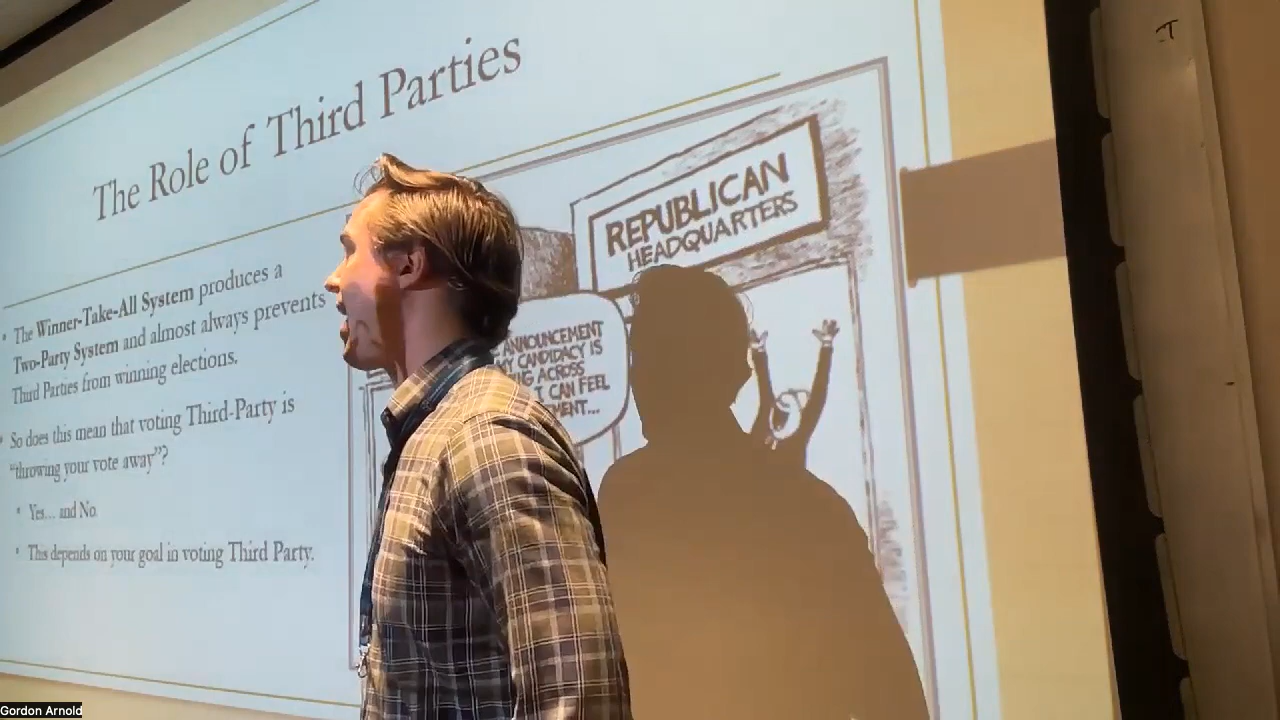 The Role of Third Parties
• The Winner-Take-All System produces a
Two-Party System and almost always prevents
Third Parties from winning elections.
• So does this mean that voting Third-Party is
"throwing your vote away"?
• Yes... and No
• This depends on your goal in voting Third Party.
REPUBLICAN
HEADQUARTERS
ANNOUNCEMENT
MY CANDIDACY IS
ACROSS
I CAN FEEL
Gordon Arnold